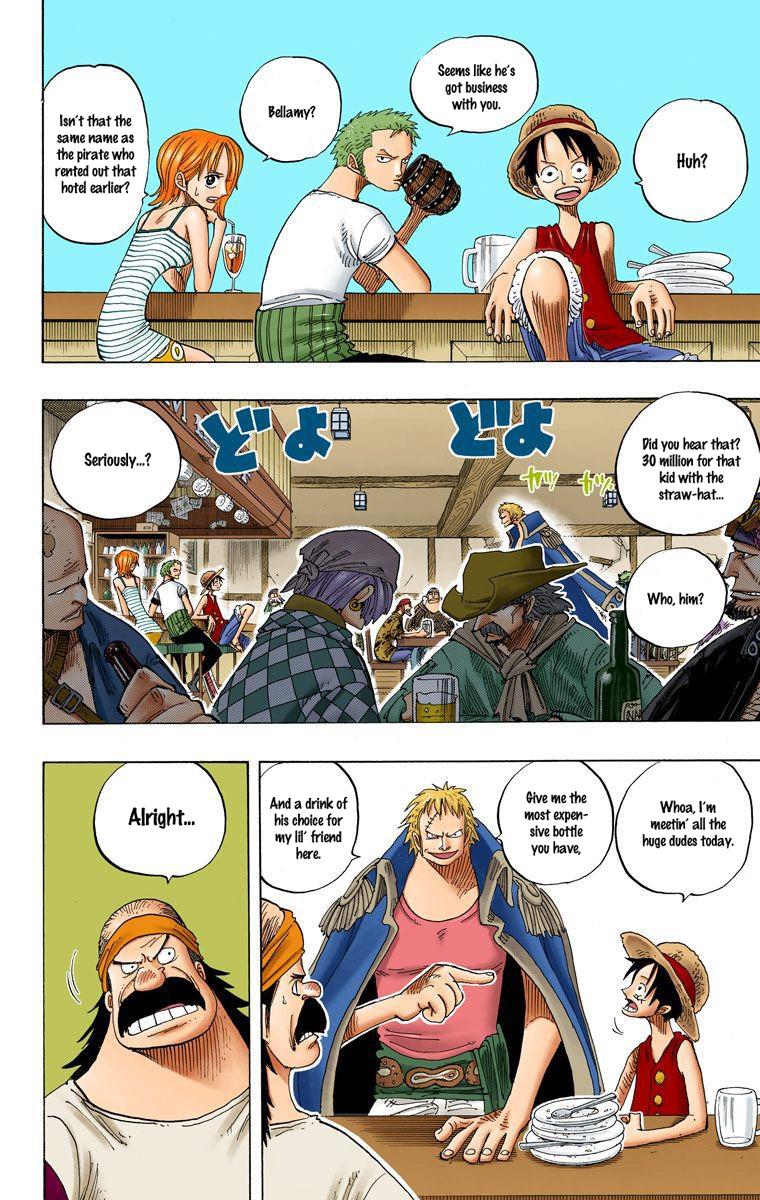 Huh?
Seems like he's
got business
with you.
Bellamy?
Isn't that the
same name as
the pirate who
rented out that
hotel earlier?
Did you hear that?
30 million for that
kid with the
straw-hat...
Who, him?
どよ
どよ
Seriously...?
Whoa, I'm
meetin' all the
huge dudes today.
Give me the
most expen-
sive bottle
you have,
And a drink of
his choice for
my lil' friend
here.
Alright...